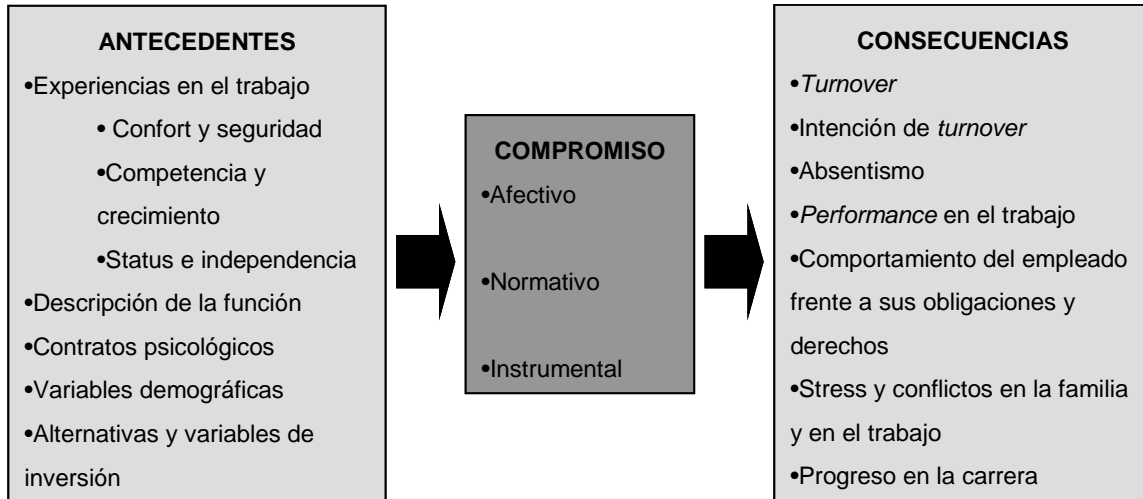 ANTECEDENTES
•Experiencias en el trabajo
• Confort y seguridad
•Competencia y
crecimiento
•Status e independencia
•Descripción de la función
•Contratos psicológicos
•Variables demográficas
•Alternativas y variables de
inversión
COMPROMISO
•Afectivo
•Normativo
•Instrumental
CONSECUENCIAS
•Turnover
•Intención de turnover
•Absentismo
•Performance en el trabajo
•Comportamiento del empleado
frente a sus obligaciones y
derechos
•Stress y conflictos en la familia
y en el trabajo
•Progreso en la carrera